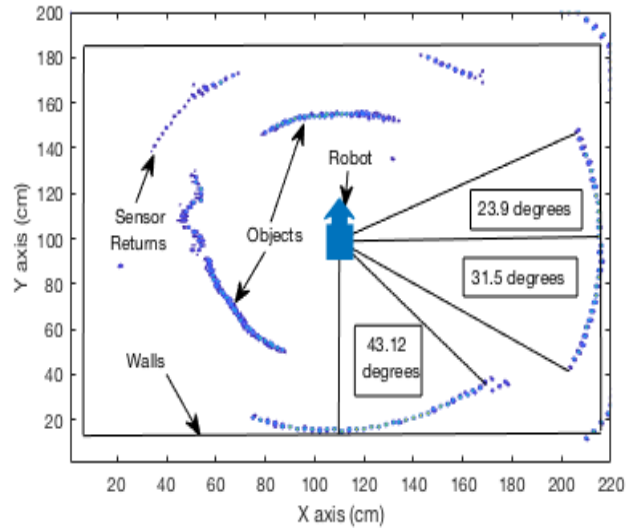 200
180
160
140
120
100
80
60
40
20
Y axis (cm)
Robot
Sensor
Returns
Objects
Walls
23.9 degrees
31.5 degrees
43.12
degrees
20 40 60 80 100 120 140 160 180 200 220
X axis (cm)